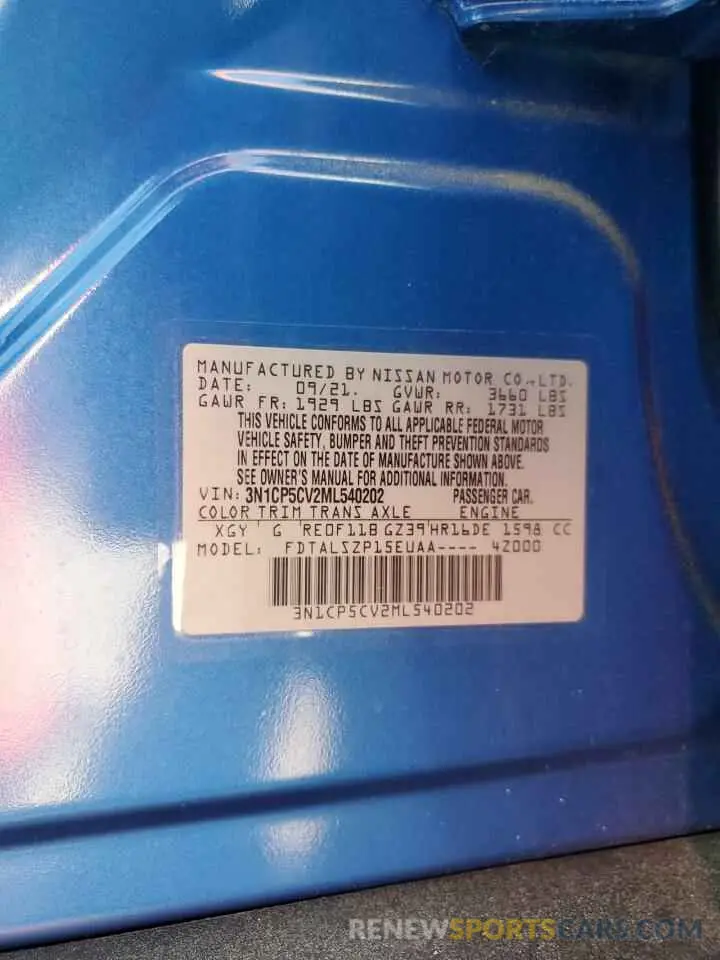 MANUFACTURED BY NISSAN MOTOR CO.,LTD.
DATE: 09/21. GVWR: 3660 LBS
GAWR FR: 1929 LBS GAWR RR: 1731 LBS
THIS VEHICLE CONFORMS TO ALL APPLICABLE FEDERAL MOTOR
VEHICLE SAFETY, BUMPER AND THEFT PREVENTION STANDARDS
IN EFFECT ON THE DATE OF MANUFACTURE SHOWN ABOVE.
SEE OWNER'S MANUAL FOR ADDITIONAL INFORMATION.
VIN: 3N1CP5CV2ML540202 PASSENGER CAR.
COLOR TRIM TRANS AXLE ENGINE
XGY G RE0F11B GZ39 HR16DE 1598 CC
MODEL: FDTALSZP15EUAA---- 4Z000
3N1CP5CV2ML540202
RENEWSPORTSCARS.COM